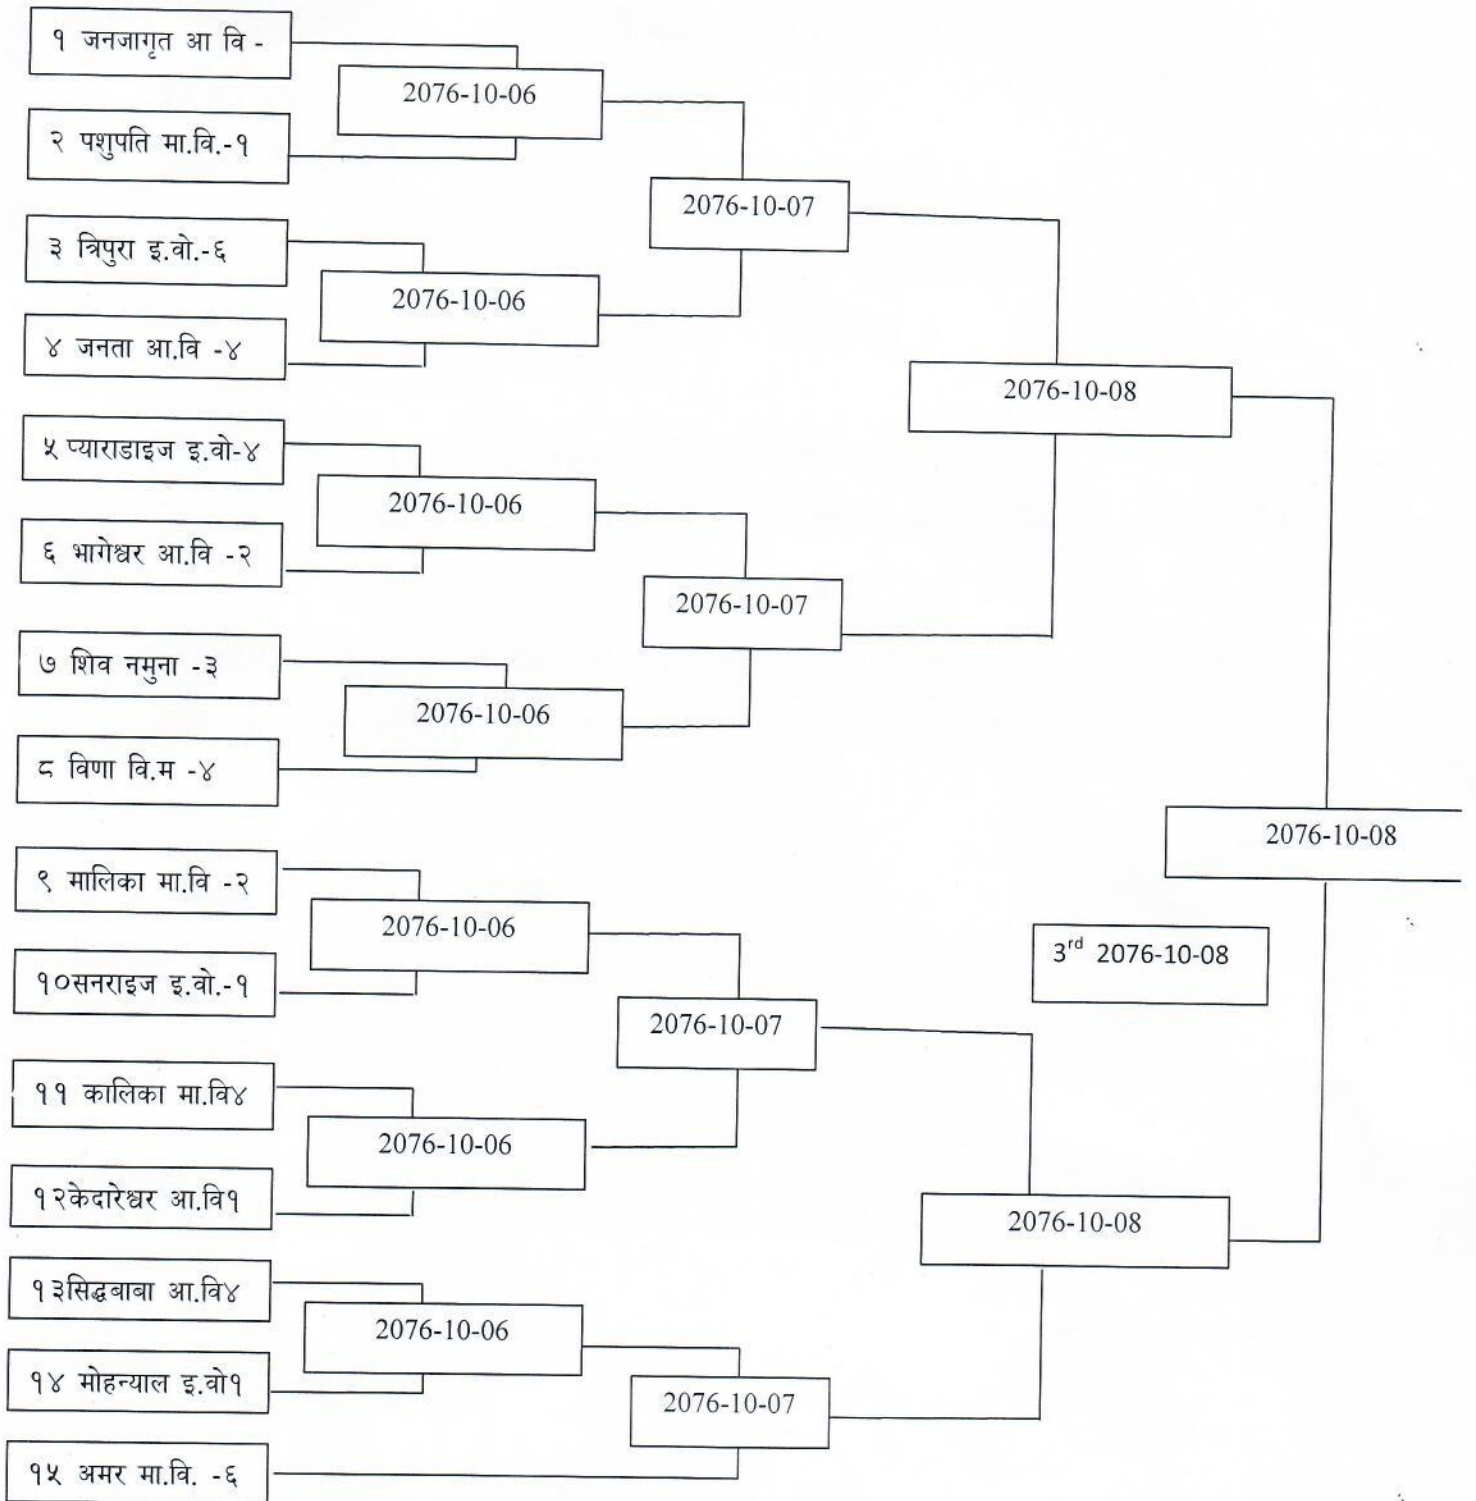 १ जनजागृत आ वि -
2076-10-06
२ पशुपति मा.वि.-१
2076-10-07
३ त्रिपुरा इ.वो.-६
2076-10-06
४ जनता आ.वि -४
2076-10-08
५ प्याराडाइज इ.वो-४
2076-10-06
६ भागेश्वर आ.वि -२
2076-10-07
७ शिव नमुना -३
2076-10-06
८ विणा वि.म -४
2076-10-08
९ मालिका मा.वि -२
2076-10-06
3rd 2076-10-08
१०सनराइज इ.वो.-१
2076-10-07
११ कालिका मा.वि४
2076-10-06
१२केदारेश्वर आ.वि१
2076-10-08
१३सिद्धबाबा आ.वि४
2076-10-06
१४ मोहन्याल इ.वो१
2076-10-07
१५ अमर मा.वि. -६